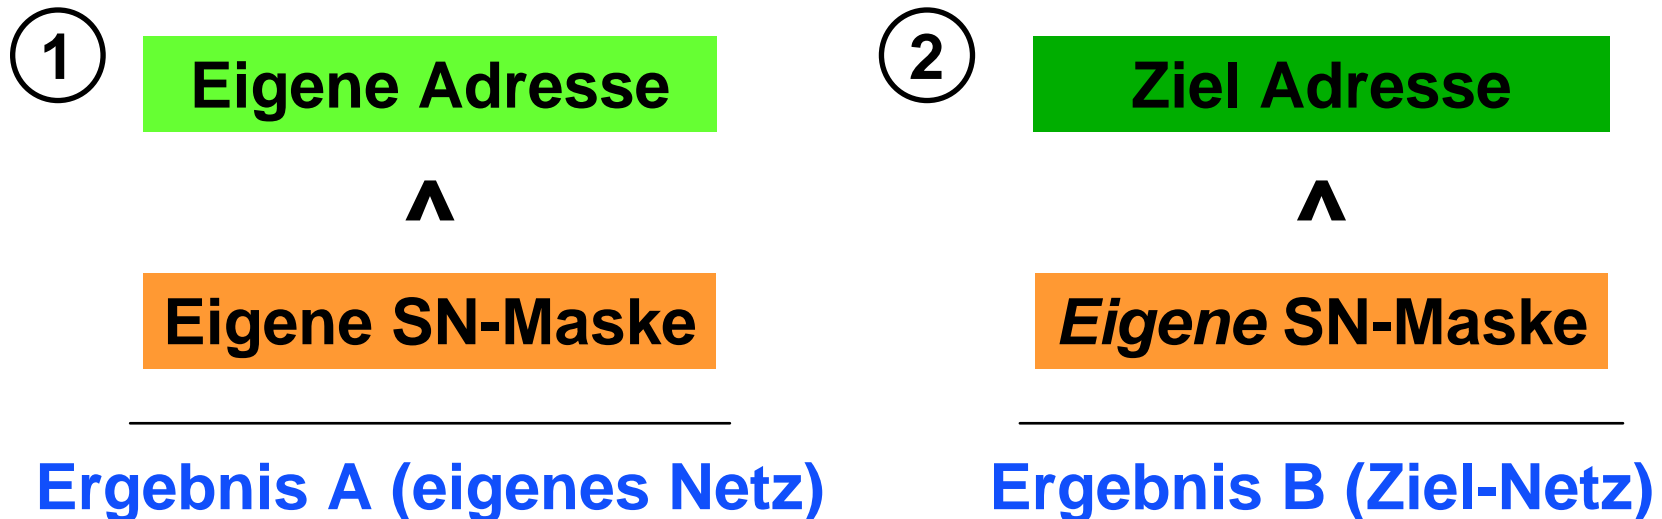 1
Eigene Adresse
∧
Eigene SN-Maske
Ergebnis A (eigenes Netz)
2
Ziel Adresse
∧
Eigene SN-Maske
Ergebnis B (Ziel-Netz)